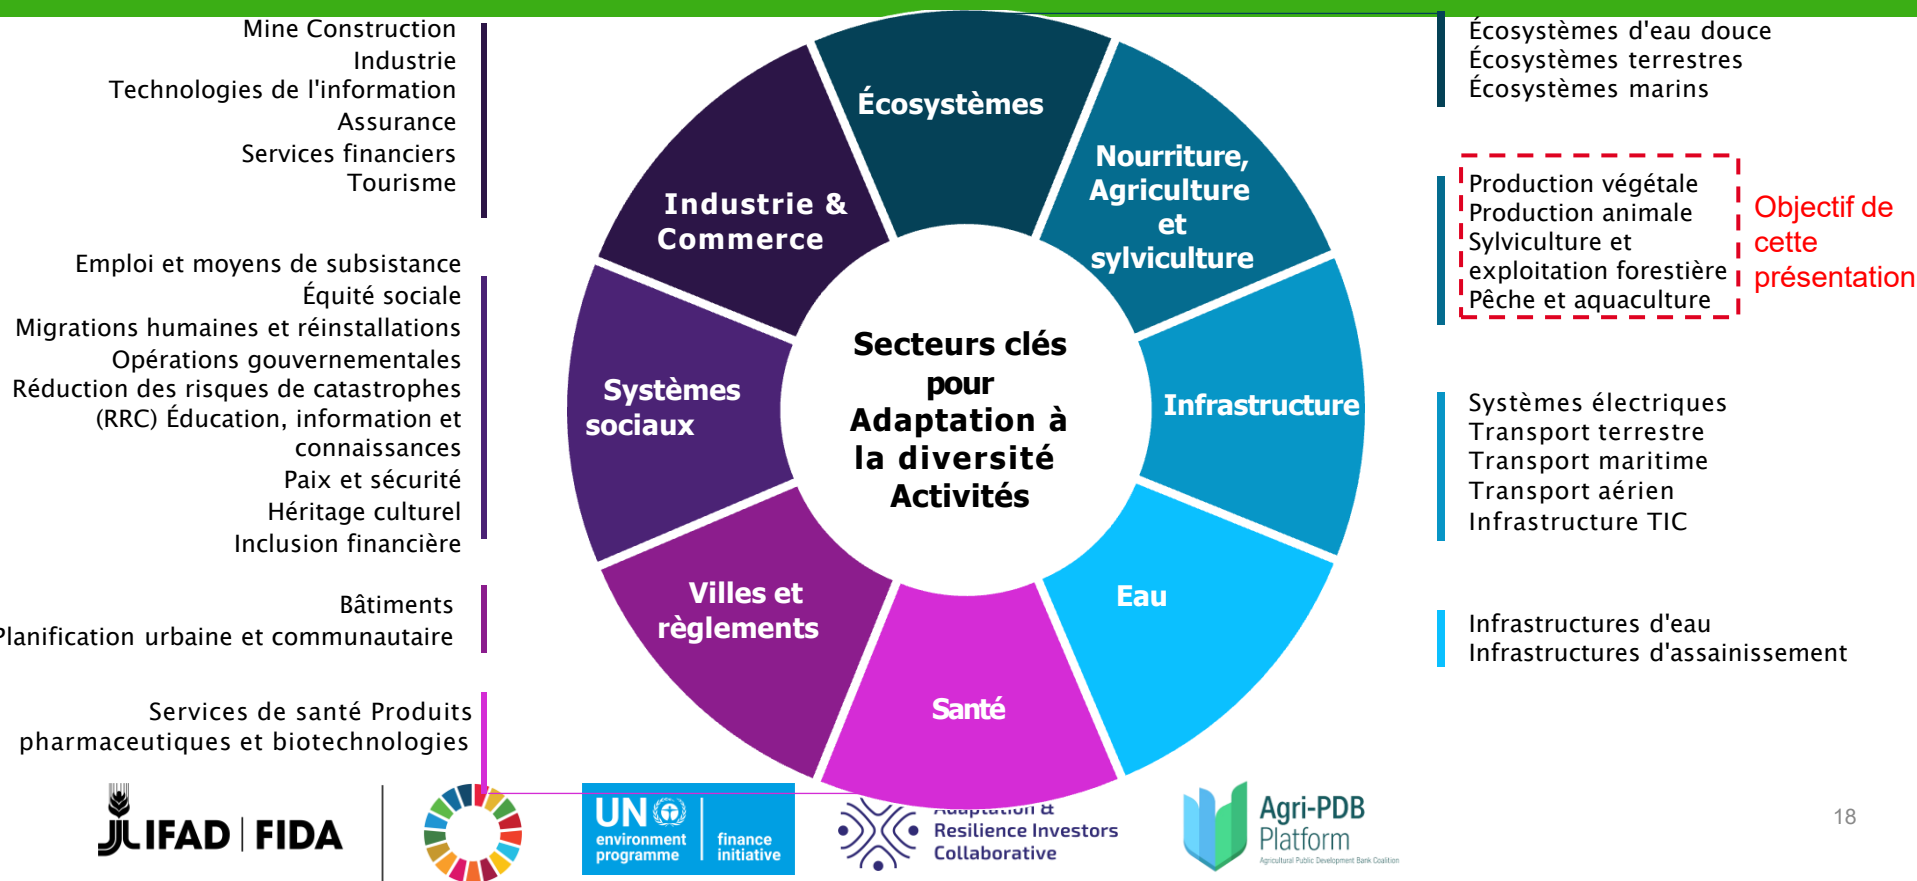 Mine Construction
Industrie
Technologies de l'information
Assurance
Services financiers
Tourisme
Emploi et moyens de subsistance
Équité sociale
Migrations humaines et réinstallations
Opérations gouvernementales
Réduction des risques de catastrophes
(RRC) Éducation, information et
connaissances
Paix et sécurité
Héritage culturel
Inclusion financière
Bâtiments
Planification urbaine et communautaire
Services de santé Produits
pharmaceutiques et biotechnologies
Écosystèmes
Nourriture,
Agriculture
et
sylviculture
Infrastructure
Eau
Santé
Villes et
règlements
Systèmes
sociaux
Industrie &
Commerce
Secteurs clés
pour
Adaptation à
la diversité
Activités
Écosystèmes d'eau douce
Écosystèmes terrestres
Écosystèmes marins
Production végétale
Production animale
Sylviculture et
exploitation forestière
Pêche et aquaculture
Objectif de
cette
présentation
Systèmes électriques
Transport terrestre
Transport maritime
Transport aérien
Infrastructure TIC
Infrastructures d'eau
Infrastructures d'assainissement
IFAD | FIDA
UN
environment
programme
finance
initiative
Adaptation &
Resilience Investors
Collaborative
Agri-PDB
Platform
Agricultural Public Development Bank Coalition
18